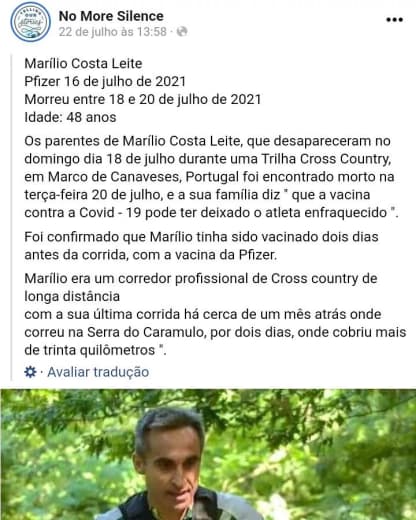 No More Silence
22 de julho às 13:58 ·
Marílio Costa Leite
Pfizer 16 de julho de 2021
Morreu entre 18 e 20 de julho de 2021
Idade: 48 anos
Os parentes de Marílio Costa Leite, que desapareceram no
domingo dia 18 de julho durante uma Trilha Cross Country,
em Marco de Canaveses, Portugal foi encontrado morto na
terça-feira 20 de julho, e a sua família diz " que a vacina
contra a Covid - 19 pode ter deixado o atleta enfraquecido ".
Foi confirmado que Marílio tinha sido vacinado dois dias
antes da corrida, com a vacina da Pfizer.
Marílio era um corredor profissional de Cross country de
longa distância
com a sua última corrida há cerca de um mês atrás onde
correu na Serra do Caramulo, por dois dias, onde cobriu mais
de trinta quilômetros ".
· Avaliar tradução